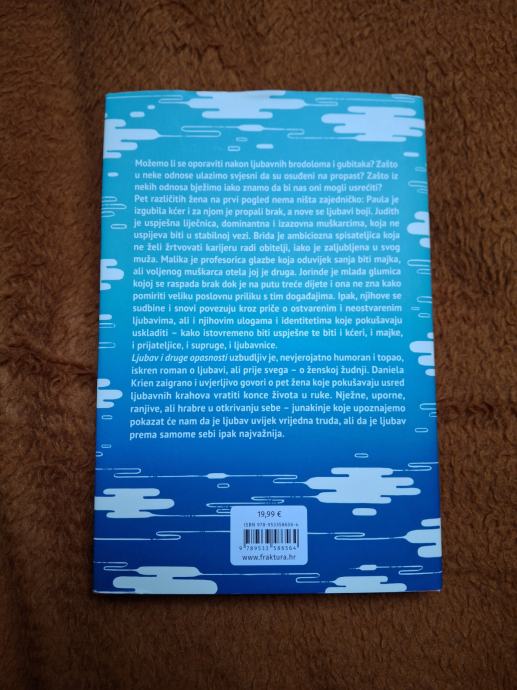 Možemo li se oporaviti nakon ljubavnih brodoloma i gubitaka? Zašto
u neke odnose ulazimo svjesni da su osuđeni na propast? Zašto iz
nekih odnosa bježimo iako znamo da bi nas oni mogli usrećiti?
Pet različitih žena na prvi pogled nema ništa zajedničko: Paula je
izgubila kćer i za njom je propali brak, a nove se ljubavi boji. Judith
je uspješna liječnica, dominantna i izazovna muškarcima, koja ne
uspijeva biti u stabilnoj vezi. Brida je ambiciozna spisateljica koja
ne želi žrtvovati karijeru radi obitelji, iako je zaljubljena u svog
muža. Malika je profesorica glazbe koja oduvijek sanja biti majka,
ali voljenog muškarca otela joj je druga. Jorinde je mlada glumica
kojoj se raspada brak dok je na putu treće dijete i ona ne zna kako
pomiriti veliku poslovnu priliku s tim događajima. Ipak, njihove se
sudbine i snovi povezuju kroz priče o ostvarenim i neostvarenim
ljubavima, ali i njihovim ulogama i identitetima koje pokušavaju
uskladiti – kako istovremeno biti uspješne te biti i kćeri, i majke,
i prijateljice, i supruge, i ljubavnice.
Ljubav i druge opasnosti uzbudljiv je, nevjerojatno humoran i topao,
iskren roman o ljubavi, ali prije svega – o ženskoj žudnji. Daniela
Krien zaigrano i uvjerljivo govori o pet žena koje pokušavaju usred
ljubavnih krahova vratiti konce života u ruke. Nježne, uporne,
ranjive, ali hrabre u otkrivanju sebe – junakinje koje upoznajemo
pokazat će nam da je ljubav uvijek vrijedna truda, ali da je ljubav
prema samome sebi ipak najvažnija.
19,99 €
9 789533 588564
www.fraktura.hr